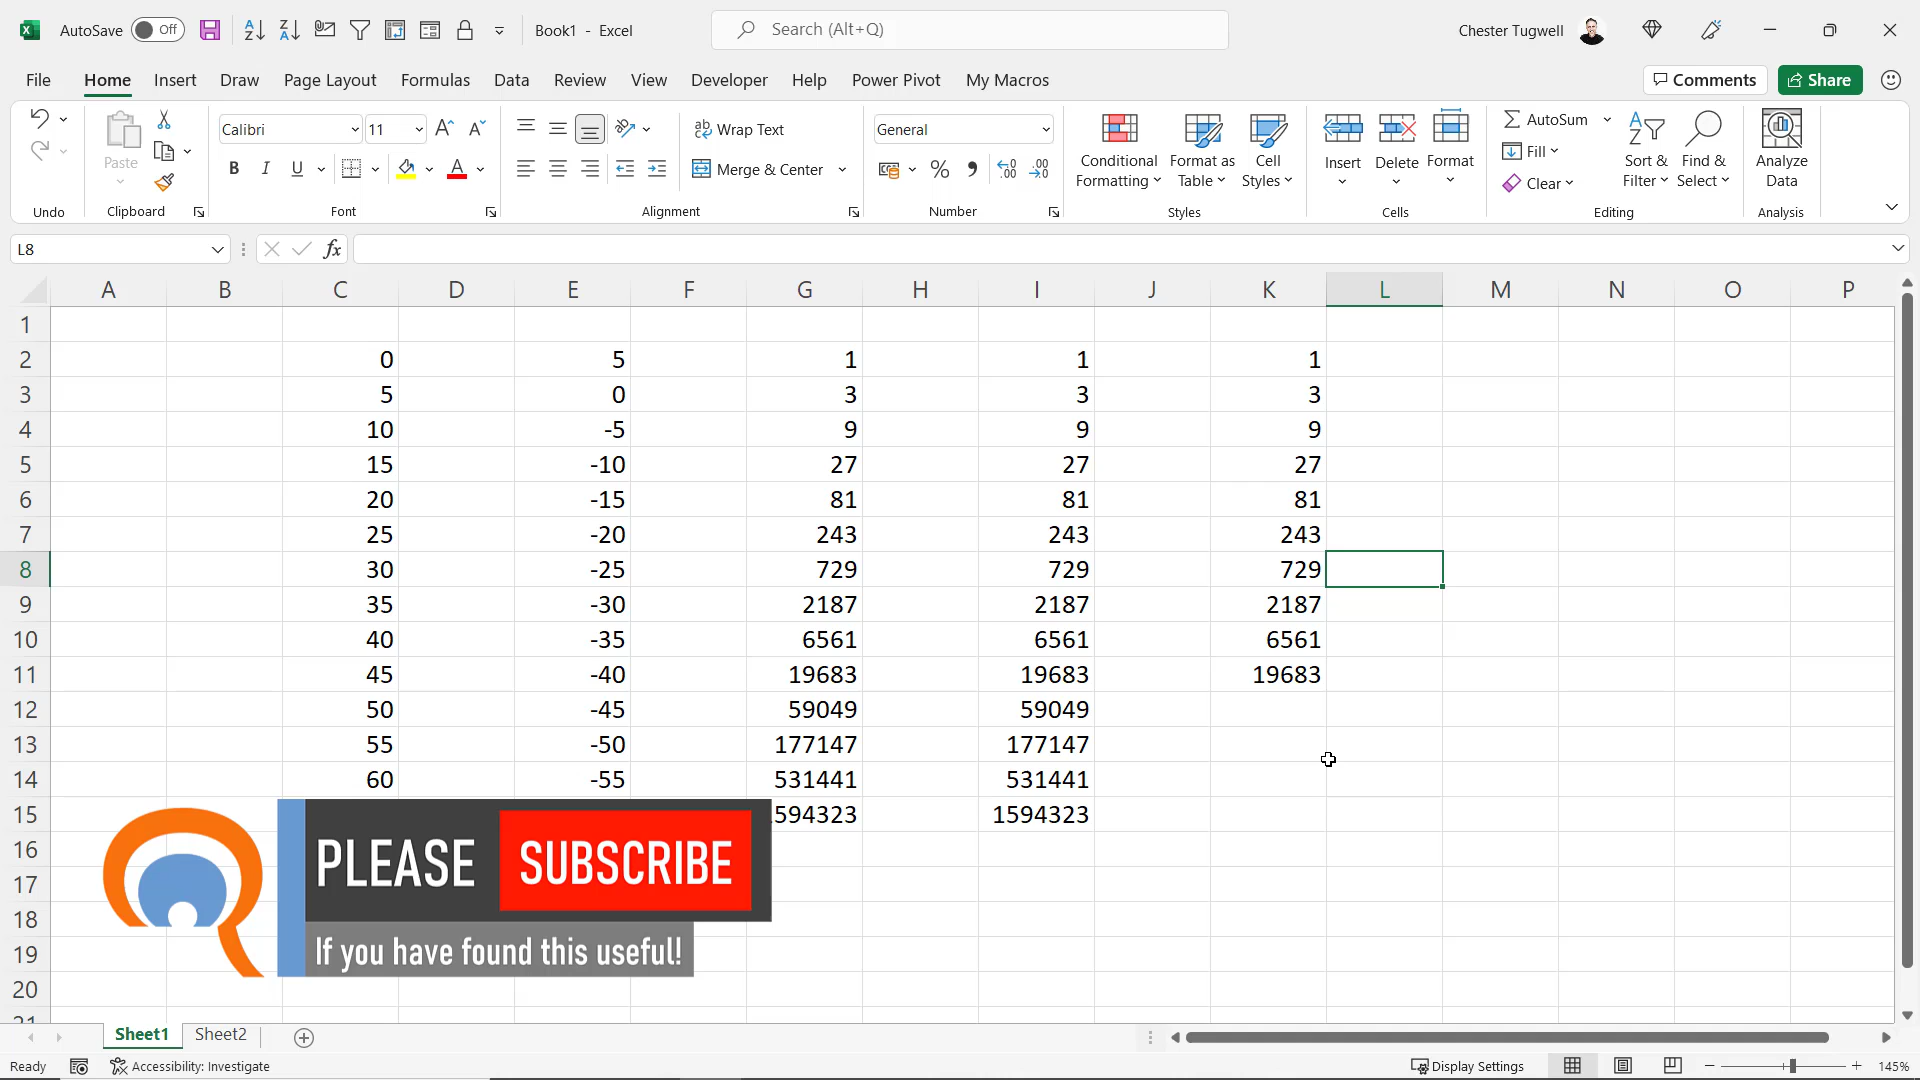 AutoSave Off Book1 - Excel Search (Alt+Q) Chester Tugwell
File Home Insert Draw Page Layout Formulas Data Review View Developer Help Power Pivot My Macros Comments Share
Paste Calibri 11 Wrap Text General Conditional Formatting Format as Table Cell Styles Insert Delete Format AutoSum Fill Clear Sort & Filter Find & Select Analyze Data
B I U Merge & Center
Undo Clipboard Font Alignment Number Styles Cells Editing Analysis
L8 fx
A B C D E F G H I J K L M N O P
1
2 0 5 1 1 1
3 5 0 3 3 3
4 10 -5 9 9 9
5 15 -10 27 27 27
6 20 -15 81 81 81
7 25 -20 243 243 243
8 30 -25 729 729 729
9 35 -30 2187 2187 2187
10 40 -35 6561 6561 6561
11 45 -40 19683 19683 19683
12 50 -45 59049 59049
13 55 -50 177147 177147
14 60 -55 531441 531441
15 594323 1594323
16
17
18
19
20
PLEASE SUBSCRIBE
If you have found this useful!
Sheet1 Sheet2
Ready Accessibility: Investigate Display Settings 145%